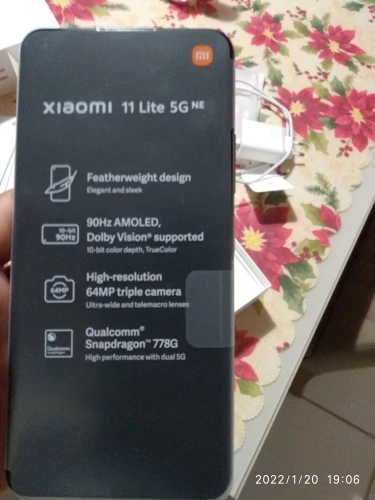 mi
xiaomi 11 Lite 5G NE
Featherweight design
Elegant and sleek
10-bit
90Hz
90Hz AMOLED,
Dolby Vision® supported
10-bit color depth, TrueColor
64MP
High-resolution
64MP triple camera
Ultra-wide and telemacro lenses
Qualcomm
snapdragon
Qualcomm®
Snapdragon™ 778G
High performance with dual 5G
2022/1/20 19:06